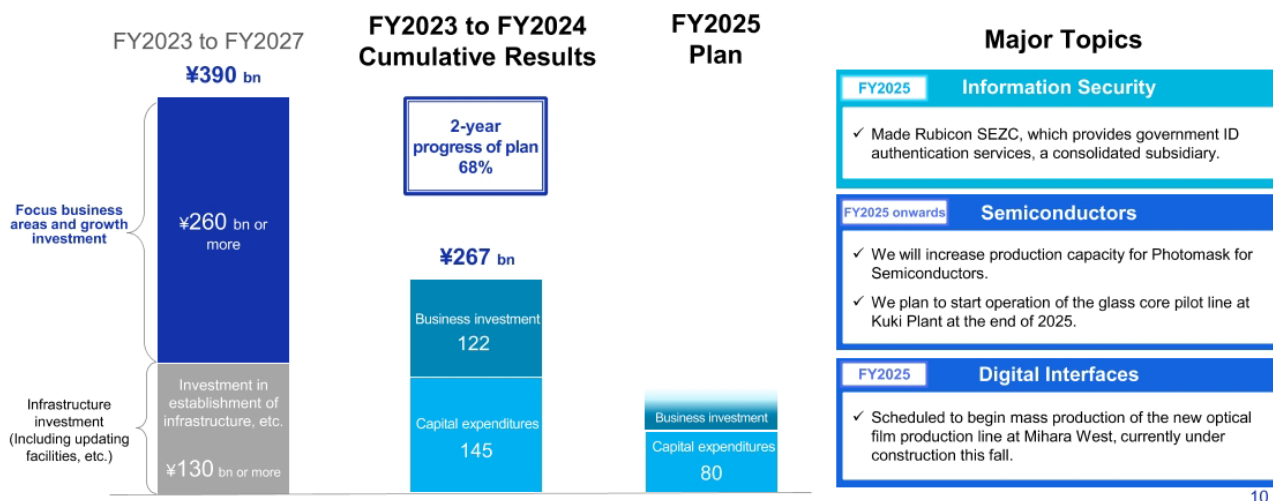 FY2023 to FY2027
¥390 bn
Focus business
areas and growth
investment
¥260 bn or
more
Infrastructure
investment
(Including updating
facilities, etc.)
Investment in
establishment of
infrastructure, etc.
¥130 bn or more
FY2023 to FY2024
Cumulative Results
2-year
progress of plan
68%
¥267 bn
Business investment
122
Capital expenditures
145
FY2025
Plan
Business investment
Capital expenditures
80
Major Topics
FY2025 Information Security
✓ Made Rubicon SEZC, which provides government ID
authentication services, a consolidated subsidiary.
FY2025 onwards Semiconductors
✓ We will increase production capacity for Photomask for
Semiconductors.
✓ We plan to start operation of the glass core pilot line at
Kuki Plant at the end of 2025.
FY2025 Digital Interfaces
✓ Scheduled to begin mass production of the new optical
film production line at Mihara West, currently under
construction this fall.
10